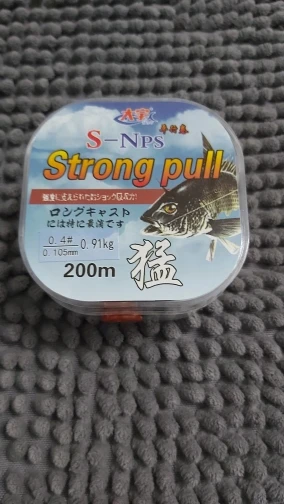 S-NPS
Strong pull
ロングキャスト
には特に最適です
0.4#
0.105mm
0.91kg
200m
猛